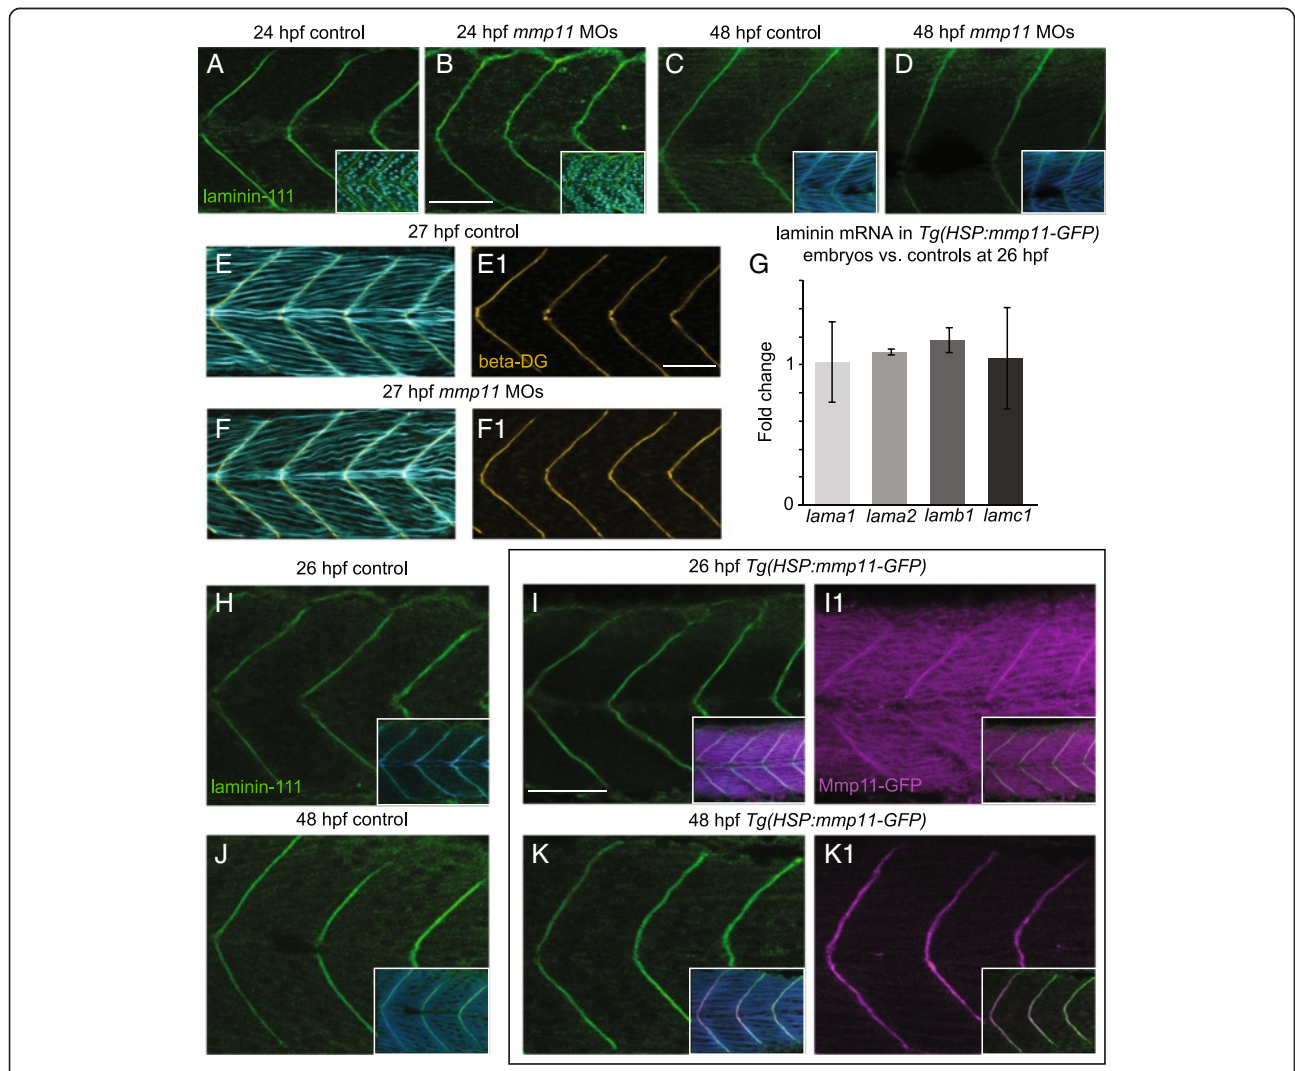 24 hpf control
24 hpf mmp11 MOs
48 hpf control
48 hpf mmp11 MOs
A
B
C
D
laminin-111
27 hpf control
E
E1
beta-DG
27 hpf mmp11 MOs
F
F1
laminin mRNA in Tg(HSP:mmp11-GFP)
embryos vs. controls at 26 hpf
G
Fold change
1
0
lama1
lama2
lamb1
lamc1
26 hpf control
H
laminin-111
26 hpf Tg(HSP:mmp11-GFP)
I
I1
Mmp11-GFP
48 hpf control
J
48 hpf Tg(HSP:mmp11-GFP)
K
K1